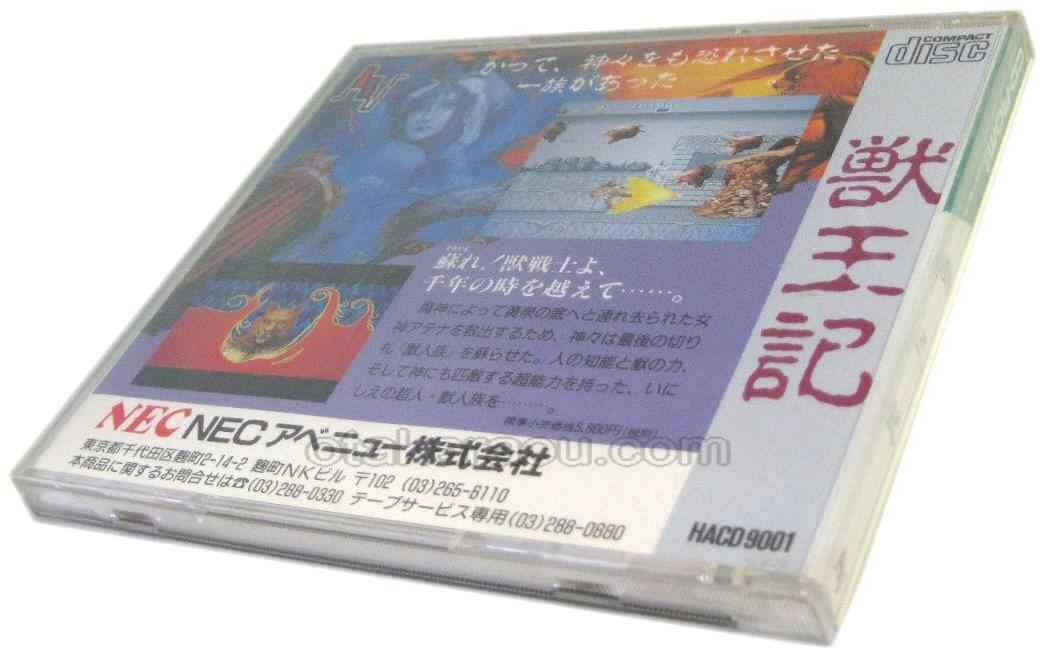 COMPACT
disc
かつて、神々をも恐れさせた
一族があった　　。
獣王記
蘇れ！獣戦士よ、
千年の時を越えて……。
魔神によって黄泉の底へと連れ去られた女
神アテナを救出するため、神々は最後の切り
札「獣人族」を蘇らせた。人の知能と獣の力、
そして神にも匹敵する超能力を持った、いに
しえの超人・獣人族を………。
標準小売価格5,800円(税別)
NEC NEC アベニュー株式会社
東京都千代田区麹町2-14-2 麹町NKビル 〒102 (03)265-6110
本商品に関するお問合せは☎(03)288-0330 テープサービス専用(03)288-0880
HACD9001